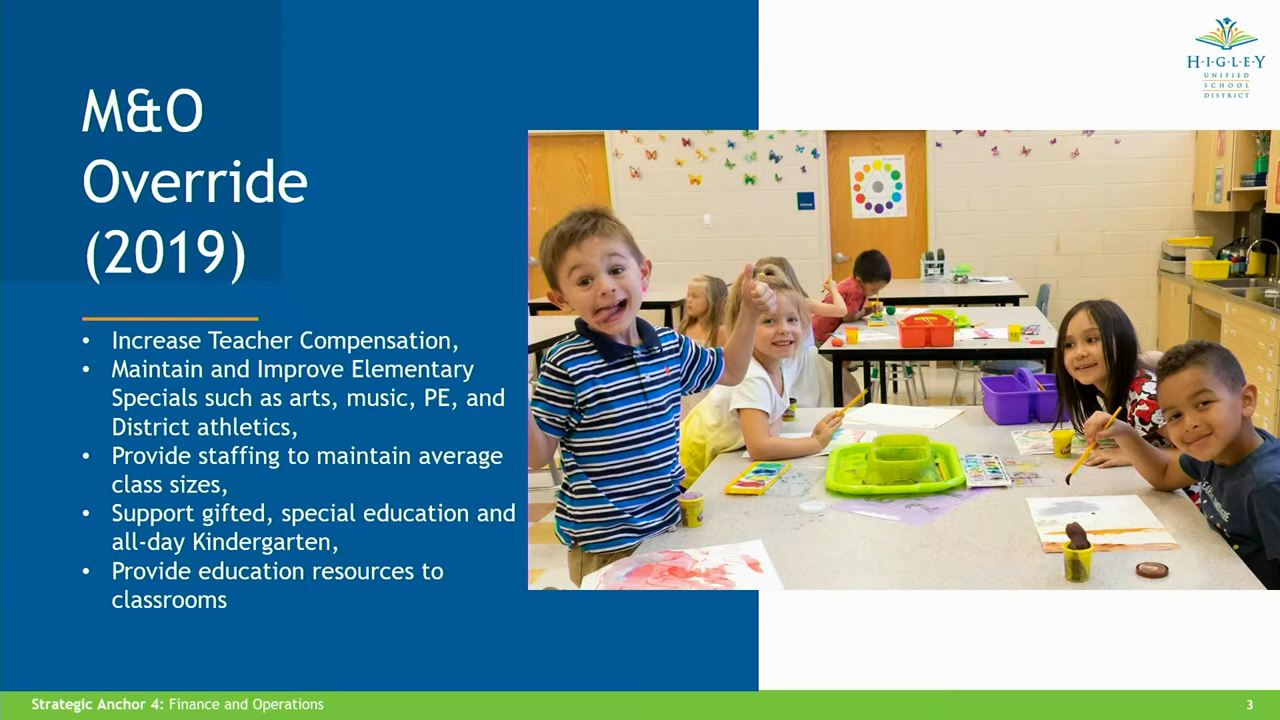 M&O
Override
(2019)
• Increase Teacher Compensation,
• Maintain and Improve Elementary
Specials such as arts, music, PE, and
District athletics,
• Provide staffing to maintain average
class sizes,
• Support gifted, special education and
all-day Kindergarten,
• Provide education resources to
classrooms
H·I·G·L·E·Y
UNIFIED
SCHOOL
DISTRICT
Strategic Anchor 4: Finance and Operations
3